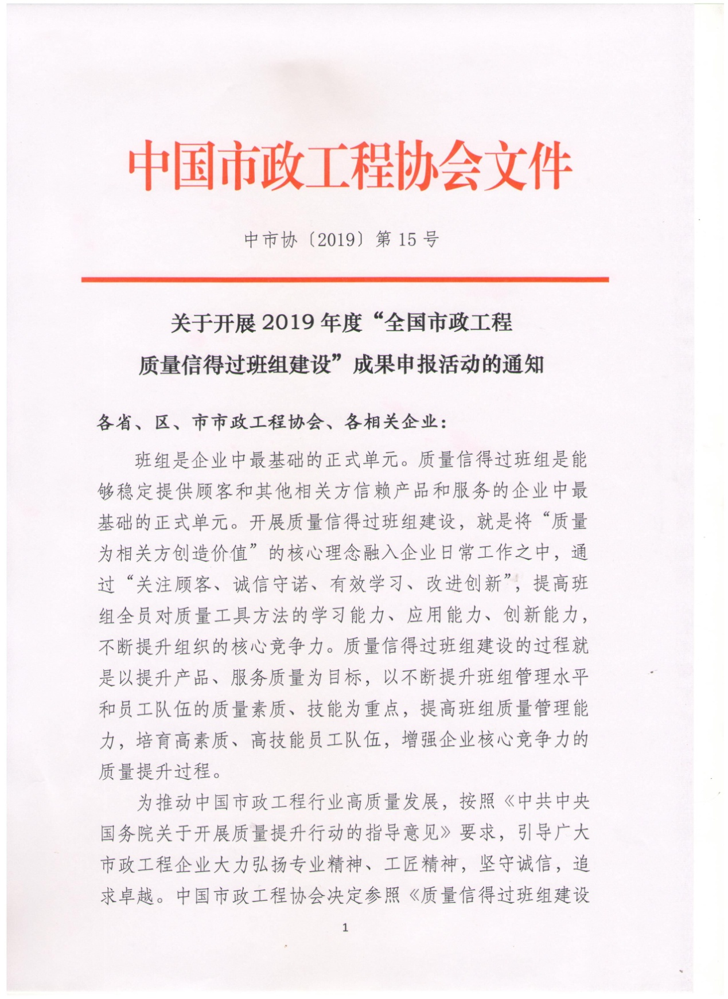 中国市政工程协会文件
中市协〔2019〕第 15 号
关于开展 2019 年度“全国市政工程
质量信得过班组建设”成果申报活动的通知
各省、区、市市政工程协会、各相关企业:
班组是企业中最基础的正式单元。质量信得过班组是能
够稳定提供顾客和其他相关方信赖产品和服务的企业中最
基础的正式单元。开展质量信得过班组建设，就是将“质量
为相关方创造价值”的核心理念融入企业日常工作之中，通
过“关注顾客、诚信守诺、有效学习、改进创新”，提高班
组全员对质量工具方法的学习能力、应用能力、创新能力，
不断提升组织的核心竞争力。质量信得过班组建设的过程就
是以提升产品、服务质量为目标，以不断提升班组管理水平
和员工队伍的质量素质、技能为重点，提高班组质量管理能
力，培育高素质、高技能员工队伍，增强企业核心竞争力的
质量提升过程。
为推动中国市政工程行业高质量发展，按照《中共中央
国务院关于开展质量提升行动的指导意见》要求，引导广大
市政工程企业大力弘扬专业精神、工匠精神，坚守诚信，追
求卓越。中国市政工程协会决定参照《质量信得过班组建设
1